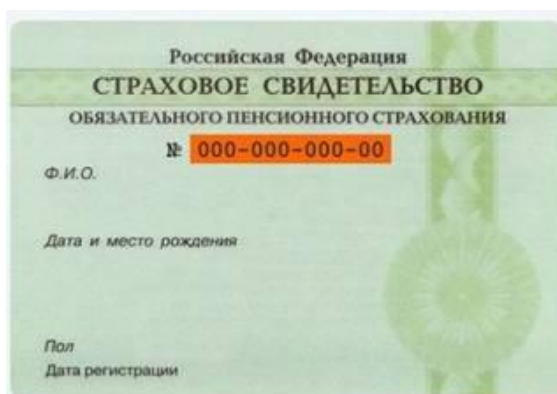 Российская Федерация
СТРАХОВОЕ СВИДЕТЕЛЬСТВО
ОБЯЗАТЕЛЬНОГО ПЕНСИОННОГО СТРАХОВАНИЯ
№ 000-000-000-00
Ф.И.О.
Дата и место рождения
Пол
Дата регистрации